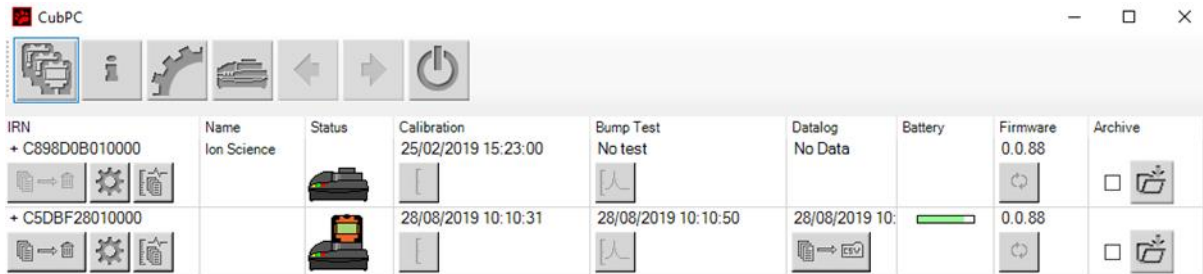 CubPC
IRN Name Status Calibration Bump Test Datalog Battery Firmware Archive
+ C898D0B010000 Ion Science 25/02/2019 15:23:00 No test No Data 0.0.88
+ C5DBF28010000 28/08/2019 10:10:31 28/08/2019 10:10:50 28/08/2019 10: 0.0.88
CSV